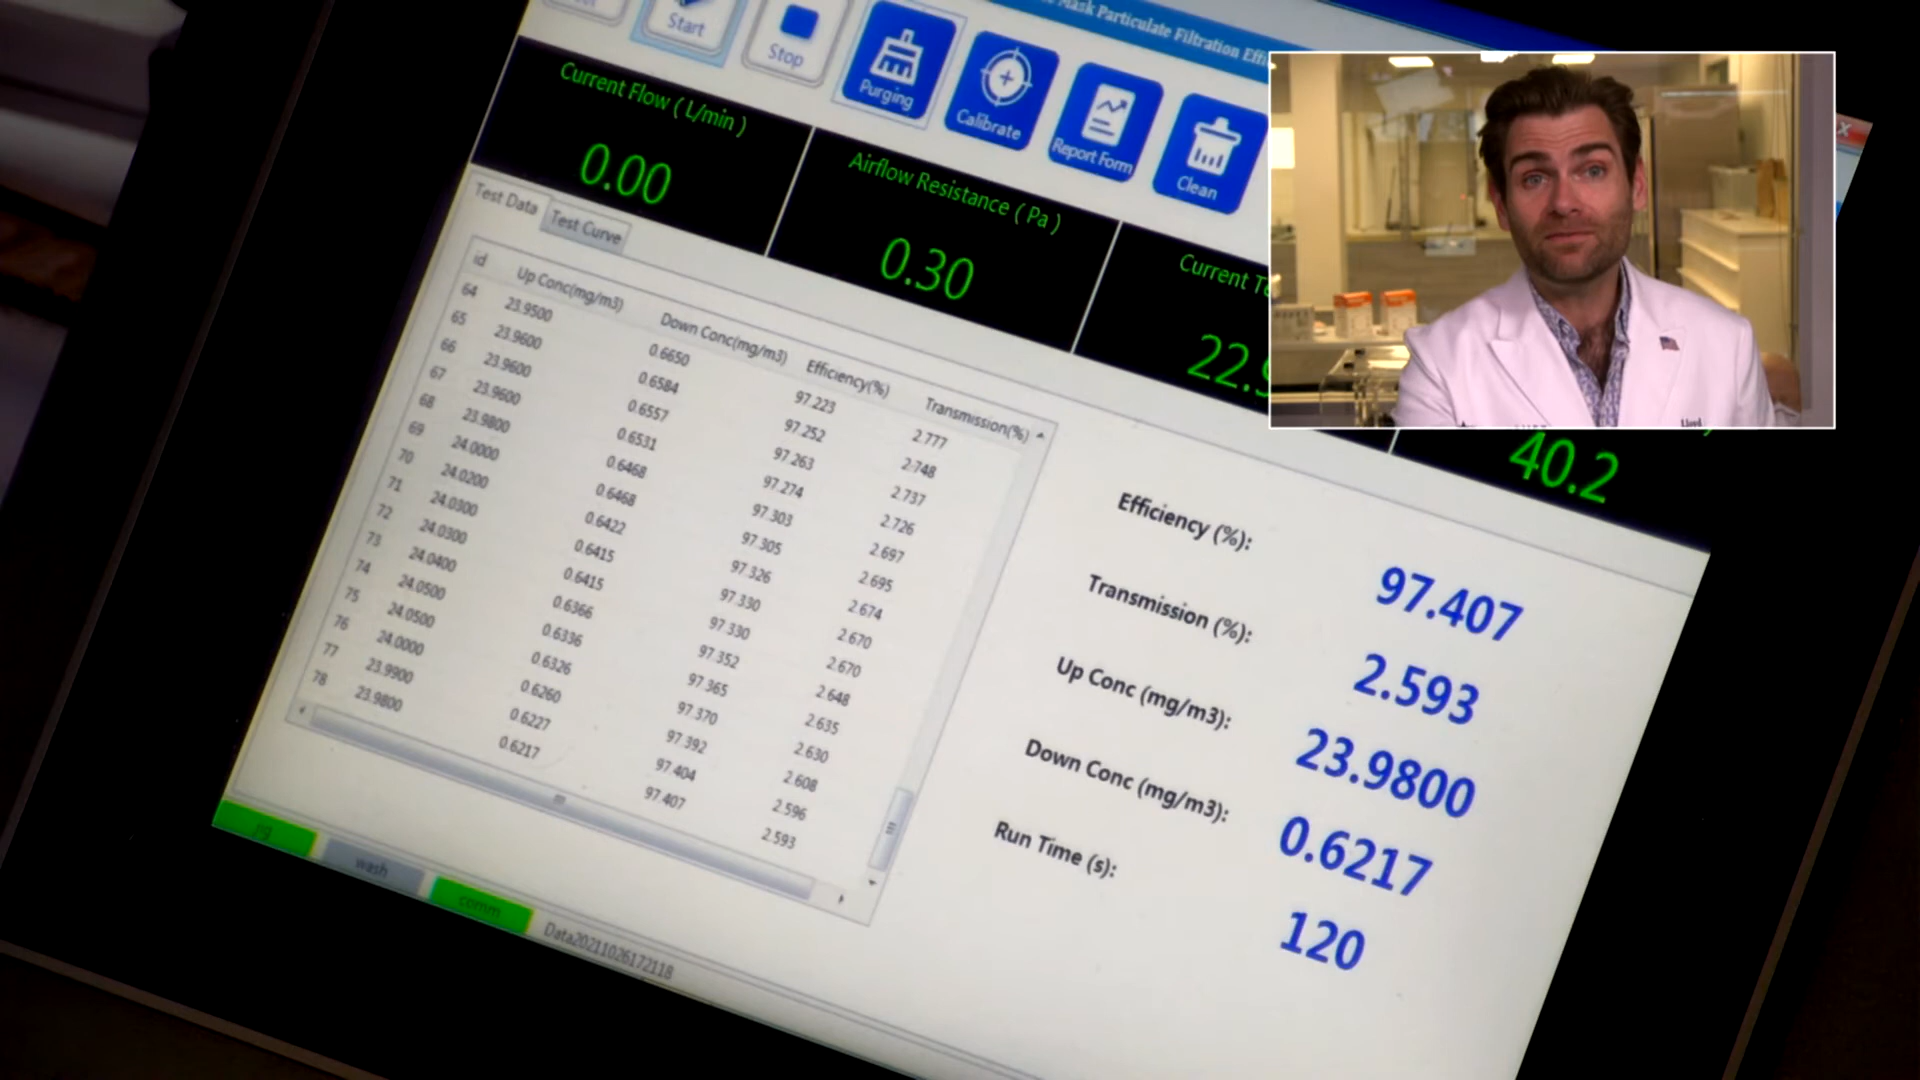 Mask Particulate Filtration Effi
Start
Stop
Purging
Calibrate
Report Form
Clean
Current Flow ( L/min )
0.00
Airflow Resistance ( Pa )
0.30
Current Te
22.9
40.2
Test Data
Test Curve
id Up Conc(mg/m3) Down Conc(mg/m3) Efficiency(%) Transmission(%)
64 23.9500 0.6650 97.223 2.777
65 23.9600 0.6584 97.252 2.748
66 23.9600 0.6557 97.263 2.737
67 23.9600 0.6531 97.274 2.726
68 23.9800 0.6468 97.303 2.697
69 24.0000 0.6468 97.305 2.695
70 24.0200 0.6422 97.326 2.674
71 24.0300 0.6415 97.330 2.670
72 24.0300 0.6415 97.330 2.670
73 24.0400 0.6366 97.352 2.648
74 24.0500 0.6336 97.365 2.635
75 24.0500 0.6326 97.370 2.630
76 24.0000 0.6260 97.392 2.608
77 23.9900 0.6227 97.404 2.596
78 23.9800 0.6217 97.407 2.593
Efficiency (%): 97.407
Transmission (%): 2.593
Up Conc (mg/m3): 23.9800
Down Conc (mg/m3): 0.6217
Run Time (s): 120
wash
comm
Data20211026172118